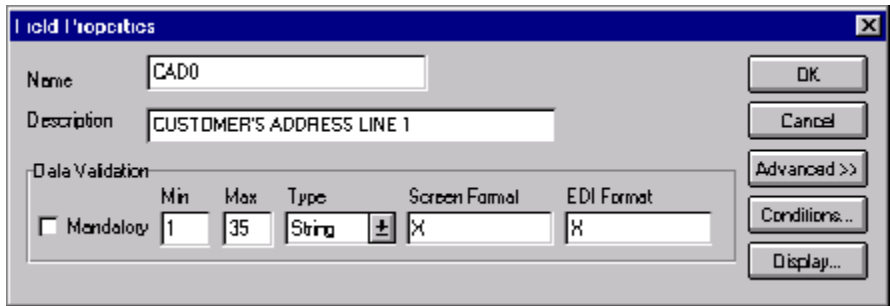 Field Properties
Name CAD0
Description CUSTOMER'S ADDRESS LINE 1
Data Validation
Min Max Type Screen Format EDI Format
Mandatory 1 35 String X X
OK
Cancel
Advanced >>
Conditions...
Display...